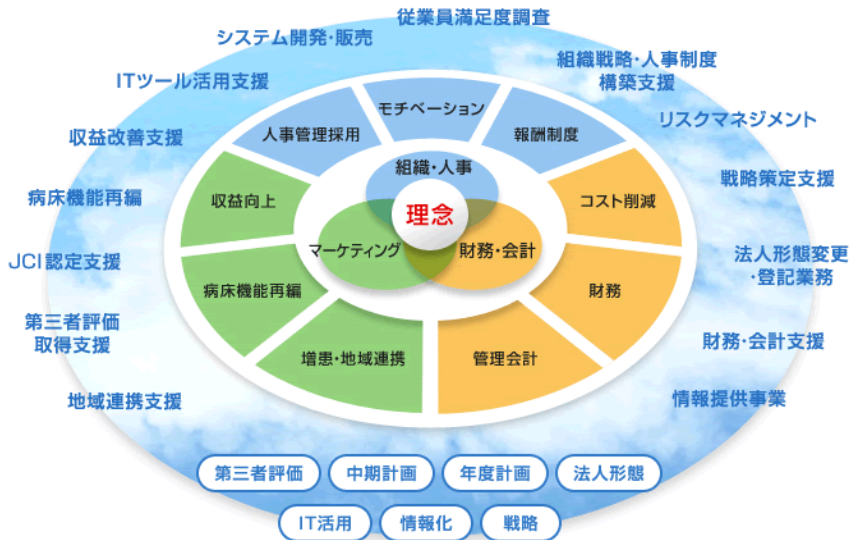 従業員満足度調査
システム開発・販売
組織戦略・人事制度
構築支援
ITツール活用支援
リスクマネジメント
収益改善支援
戦略策定支援
病床機能再編
法人形態変更
・登記業務
JCI認定支援
第三者評価
取得支援
財務・会計支援
地域連携支援
情報提供事業
モチベーション
人事管理採用
報酬制度
収益向上
コスト削減
病床機能再編
財務
増患・地域連携
管理会計
組織・人事
理念
マーケティング
財務・会計
第三者評価
中期計画
年度計画
法人形態
IT活用
情報化
戦略